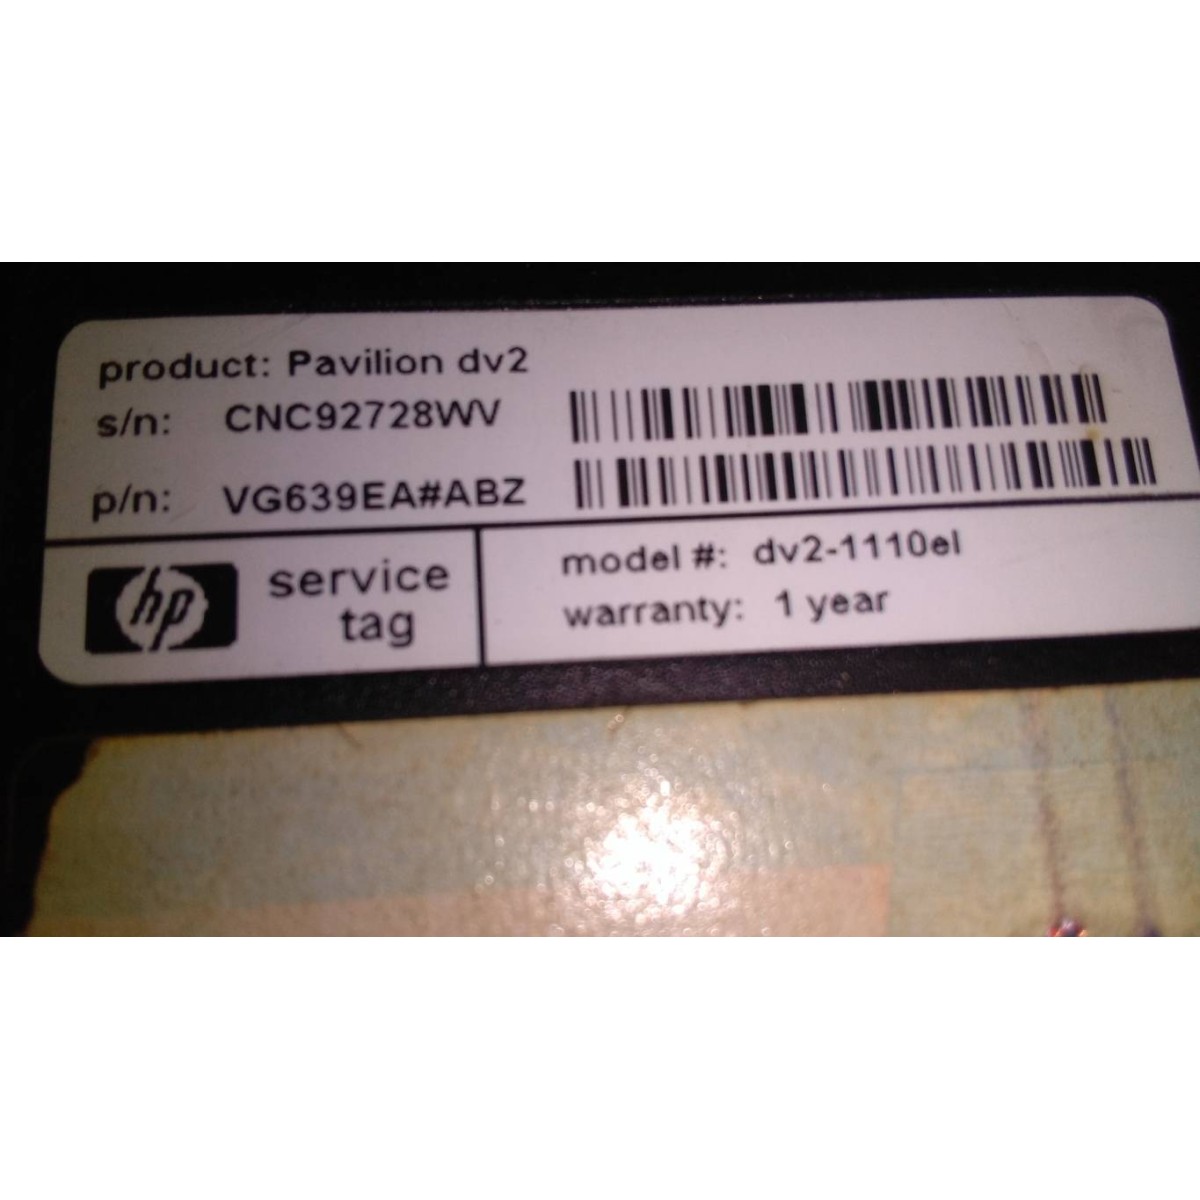 product: Pavilion dv2
s/n: CNC92728WV
p/n: VG639EA#ABZ
hp
service
tag
model #: dv2-1110el
warranty: 1 year